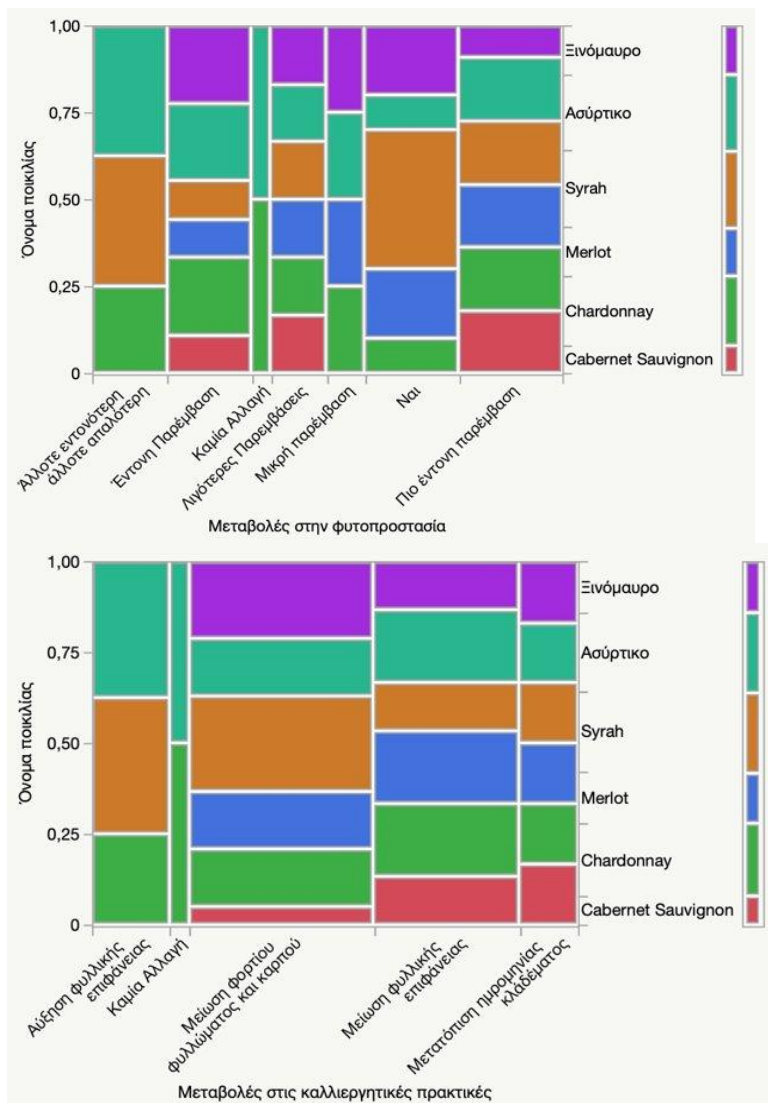 1,00
0,75
0,50
0,25
0
Όνομα ποικιλίας
Ξινόμαυρο
Ασύρτικο
Syrah
Merlot
Chardonnay
Cabernet Sauvignon
Άλλοτε εντονότερη
άλλοτε απαλότερη
Έντονη Παρέμβαση
Καμία Αλλαγή
Λιγότερες Παρεμβάσεις
Μικρή παρέμβαση
Ναι
Πιο έντονη παρέμβαση
Μεταβολές στην φυτοπροστασία
1,00
0,75
0,50
0,25
0
Όνομα ποικιλίας
Ξινόμαυρο
Ασύρτικο
Syrah
Merlot
Chardonnay
Cabernet Sauvignon
Αύξηση φυλλικής
επιφάνειας
Καμία Αλλαγή
Μείωση φορτίου
φυλλώματος και καρπού
Μείωση φυλλικής
επιφάνειας
Μετατόπιση ημρομηνίας
κλαδέματος
Μεταβολές στις καλλιεργητικές πρακτικές